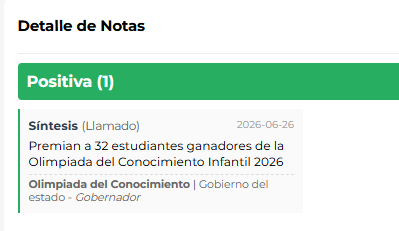 Detalle de Notas
Positiva (1)
Síntesis (Llamado) 2026-06-26
Premian a 32 estudiantes ganadores de la
Olimpiada del Conocimiento Infantil 2026
Olimpiada del Conocimiento | Gobierno del
estado - Gobernador